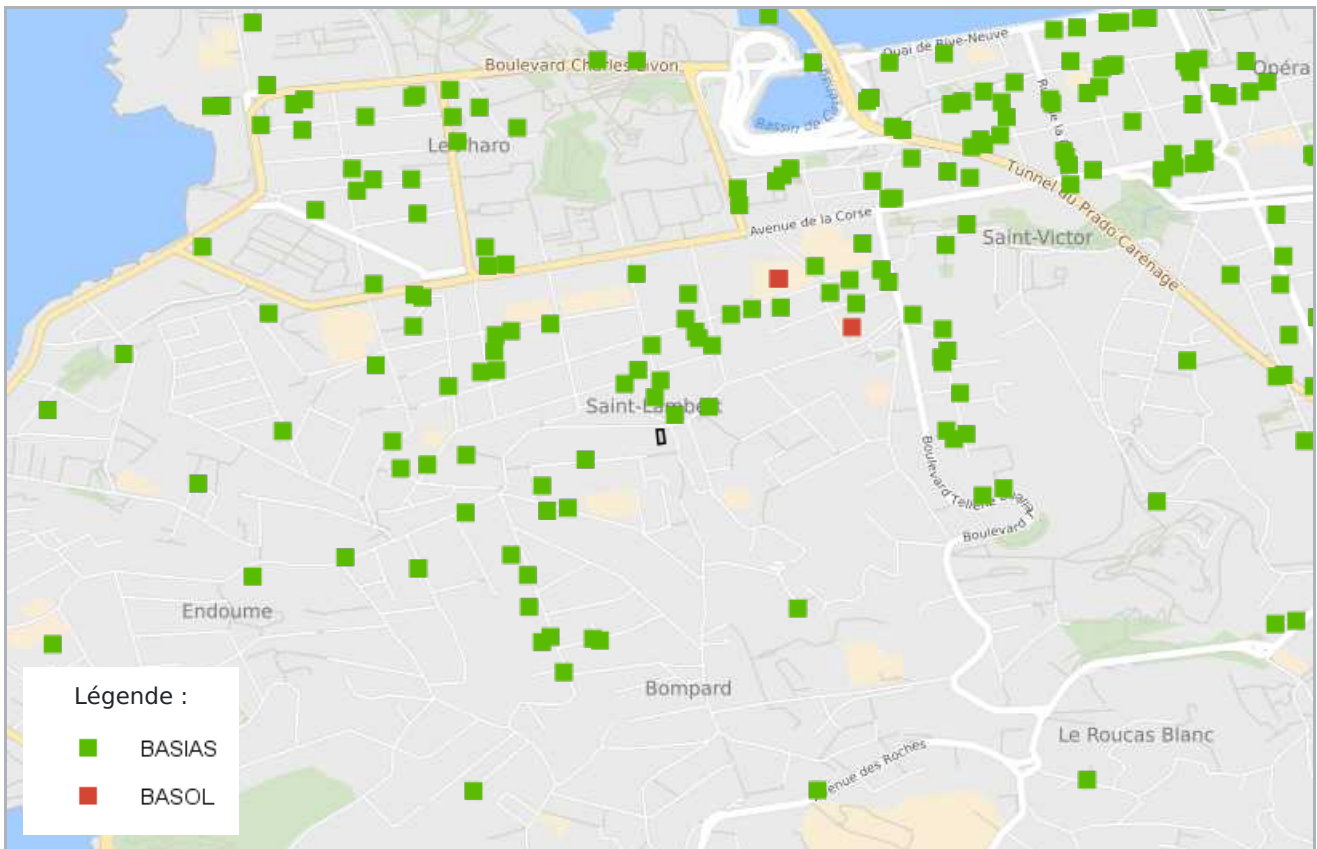 Quai de Rive-Neuve
Boulevard Charles Livon
Opéra
Bassin de
Le Pharo
Tunnel du Prado Carénage
Avenue de la Corse
Saint-Victor
Saint-Lambert
Boulevard Tellene
Boulevard
Endoume
Bompard
Le Roucas Blanc
Avenue des Roches
Légende :
BASIAS
BASOL